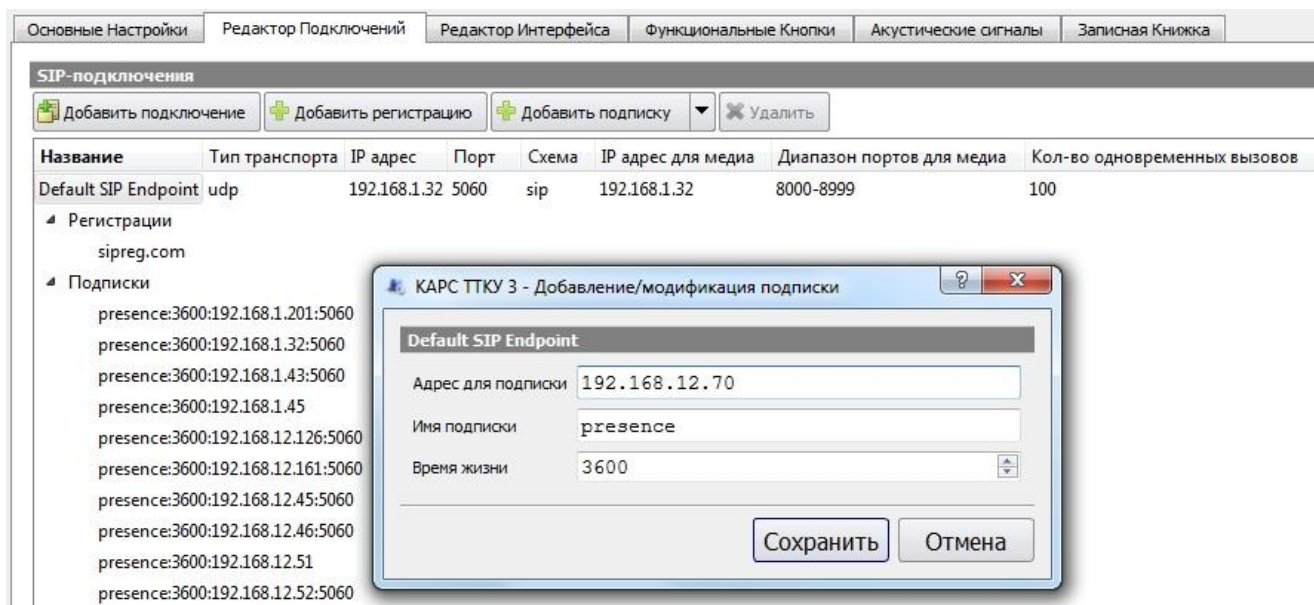 Основные Настройки Редактор Подключений Редактор Интерфейса Функциональные Кнопки Акустические сигналы Записная Книжка
SIP-подключения
Добавить подключение Добавить регистрацию Добавить подписку Удалить
Название Тип транспорта IP адрес Порт Схема IP адрес для медиа Диапазон портов для медиа Кол-во одновременных вызовов
Default SIP Endpoint udp 192.168.1.32 5060 sip 192.168.1.32 8000-8999 100
Регистрации
sipreg.com
Подписки
presence:3600:192.168.1.201:5060
presence:3600:192.168.1.32:5060
presence:3600:192.168.1.43:5060
presence:3600:192.168.1.45
presence:3600:192.168.12.126:5060
presence:3600:192.168.12.161:5060
presence:3600:192.168.12.45:5060
presence:3600:192.168.12.46:5060
presence:3600:192.168.12.51
presence:3600:192.168.12.52:5060
КАРС ТТКУ 3 - Добавление/модификация подписки
Default SIP Endpoint
Адрес для подписки 192.168.12.70
Имя подписки presence
Время жизни 3600
Сохранить Отмена